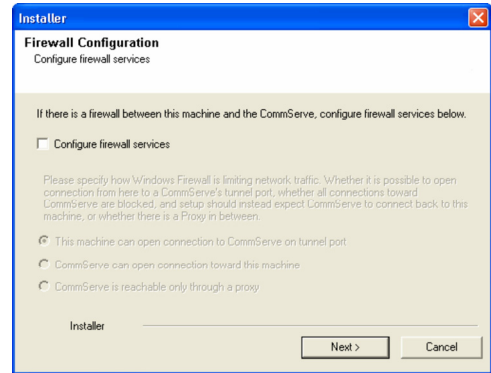 Installer
Firewall Configuration
Configure firewall services
If there is a firewall between this machine and the CommServe, configure firewall services below.
Configure firewall services
Please specify how Windows Firewall is limiting network traffic. Whether it is possible to open
connection from here to a CommServe's tunnel port, whether all connections toward
CommServe are blocked, and setup should instead expect CommServe to connect back to this
machine, or whether there is a Proxy in between.
This machine can open connection to CommServe on tunnel port
CommServe can open connection toward this machine
CommServe is reachable only through a proxy
Installer
Next >
Cancel